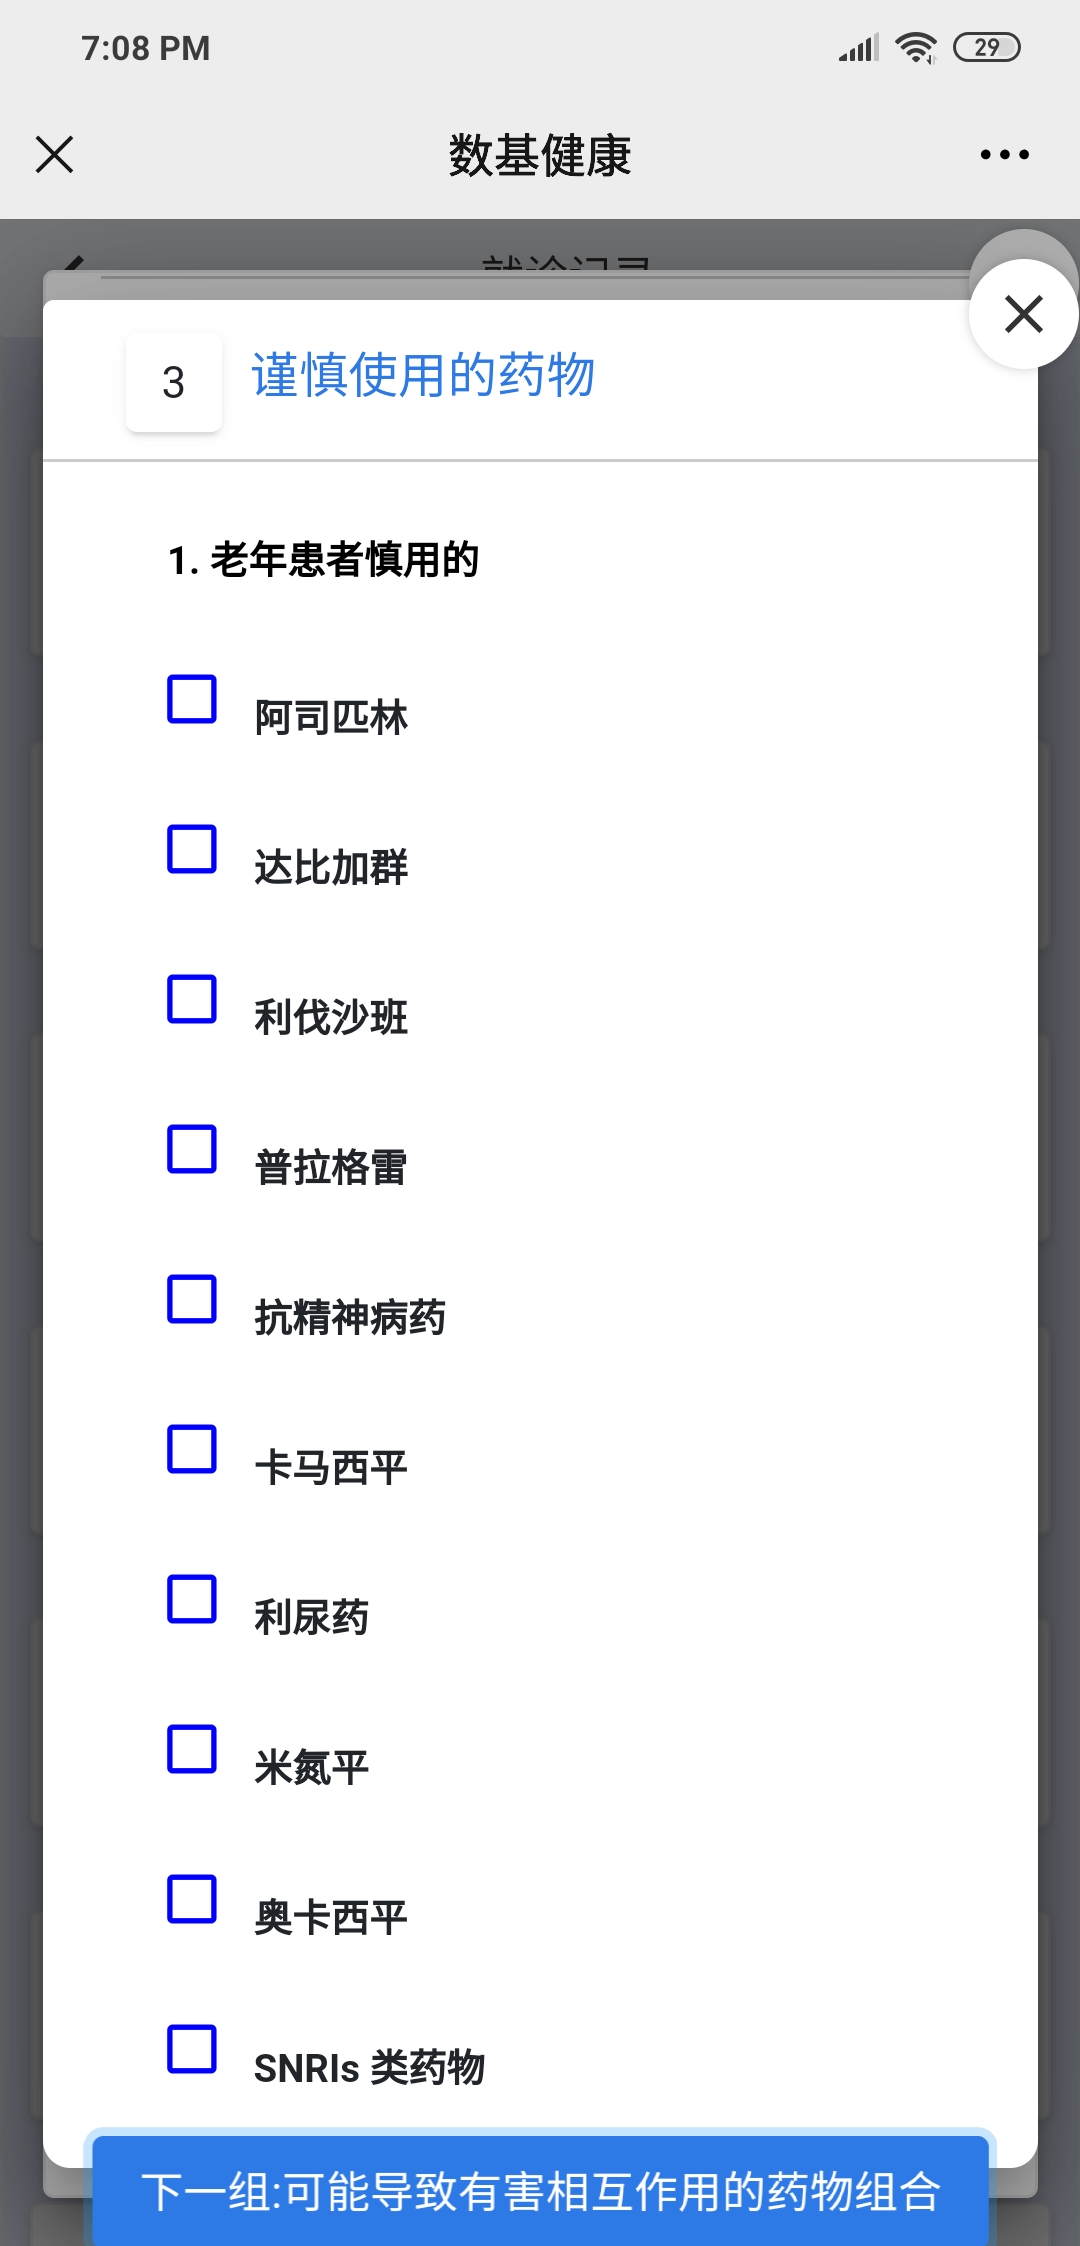 7:08 PM
29
数基健康
就诊记录
3
谨慎使用的药物
1. 老年患者慎用的
阿司匹林
达比加群
利伐沙班
普拉格雷
抗精神病药
卡马西平
利尿药
米氮平
奥卡西平
SNRIs 类药物
下一组:可能导致有害相互作用的药物组合